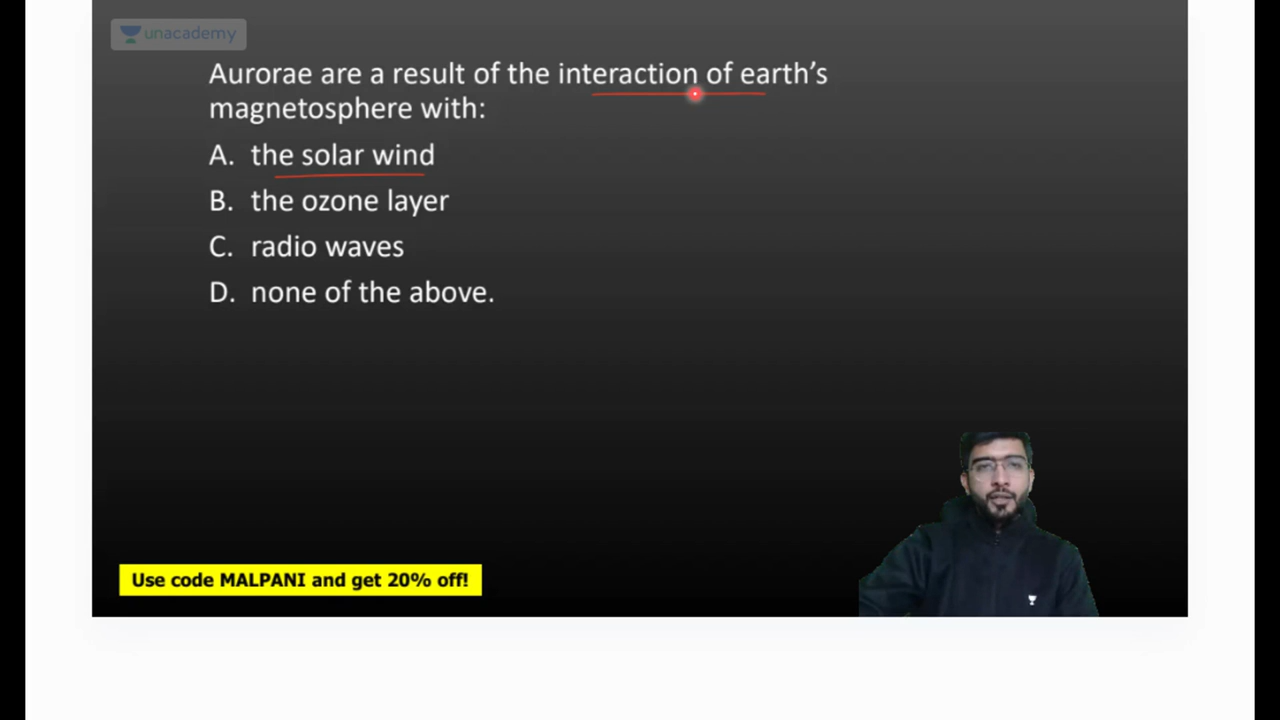 unacademy
Aurorae are a result of the interaction of earth's
magnetosphere with:
A. the solar wind
B. the ozone layer
C. radio waves
D. none of the above.
Use code MALPANI and get 20% off!